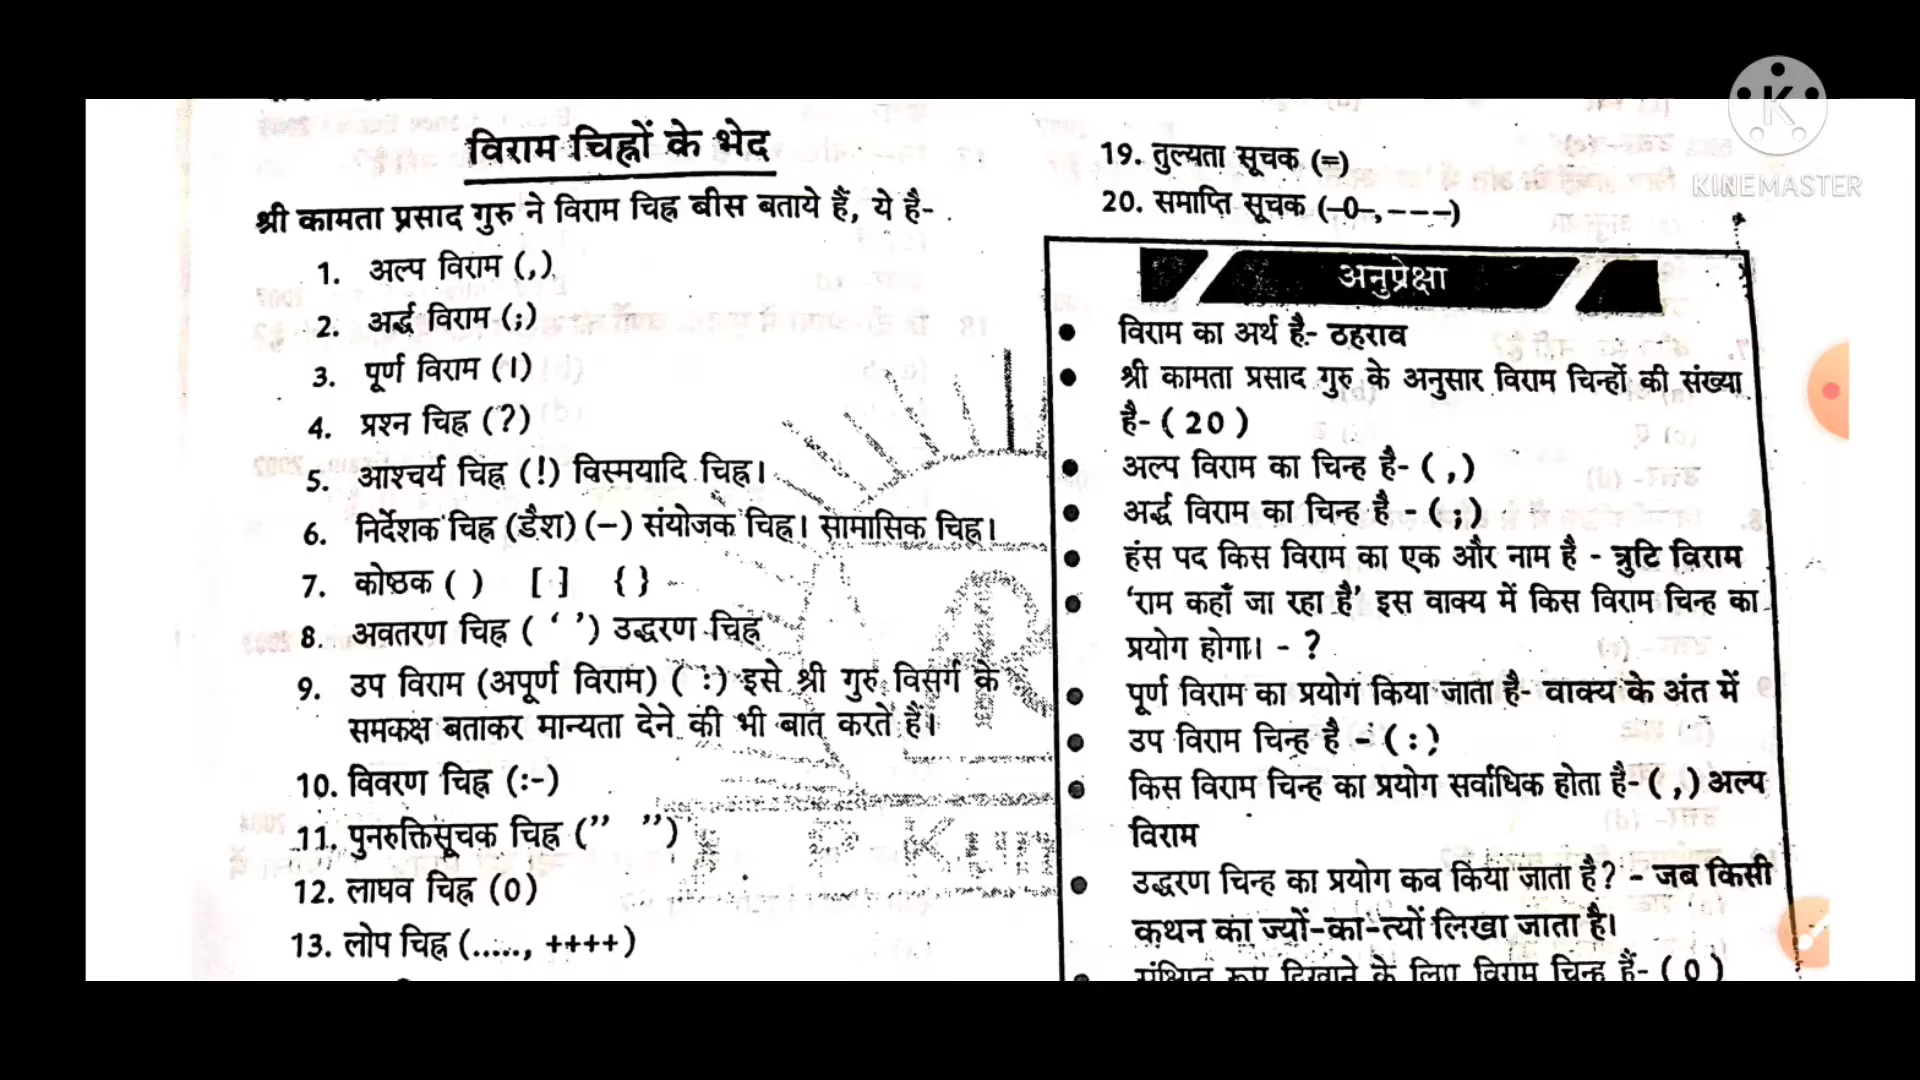 विराम चिह्नों के भेद
श्री कामता प्रसाद गुरु ने विराम चिह्न बीस बताये हैं, ये है-
1. अल्प विराम (,)
2. अर्द्ध विराम (;)
3. पूर्ण विराम (।)
4. प्रश्न चिह्न (?)
5. आश्चर्य चिह्न (!) विस्मयादि चिह्न।
6. निर्देशक चिह्न (डैश) (–) संयोजक चिह्न। सामासिक चिह्न।
7. कोष्ठक ( ) [ ] { }
8. अवतरण चिह्न ( ‘ ’) उद्धरण चिह्न
9. उप विराम (अपूर्ण विराम) ( : ) इसे श्री गुरु विसर्ग के
समकक्ष बताकर मान्यता देने की भी बात करते हैं।
10. विवरण चिह्न (:-)
11. पुनरुक्तिसूचक चिह्न (” ”)
12. लाघव चिह्न (0)
13. लोप चिह्न (....., ++++)
19. तुल्यता सूचक (=)
20. समाप्ति सूचक (-0-, - - -)
अनुप्रेक्षा
• विराम का अर्थ है- ठहराव
• श्री कामता प्रसाद गुरु के अनुसार विराम चिन्हों की संख्या
है- ( 20 )
• अल्प विराम का चिन्ह है- ( , )
• अर्द्ध विराम का चिन्ह है - ( ; )
• हंस पद किस विराम का एक और नाम है - त्रुटि विराम
• ‘राम कहाँ जा रहा है’ इस वाक्य में किस विराम चिन्ह का
प्रयोग होगा। - ?
• पूर्ण विराम का प्रयोग किया जाता है- वाक्य के अंत में
• उप विराम चिन्ह है - ( : )
• किस विराम चिन्ह का प्रयोग सर्वाधिक होता है- ( , ) अल्प
विराम
• उद्धरण चिन्ह का प्रयोग कब किया जाता है? - जब किसी
कथन का ज्यों-का-त्यों लिखा जाता है।
• संक्षिप्त रूप दिखाने के लिए विराम चिन्ह हैं- ( 0 )
K
KINEMASTER